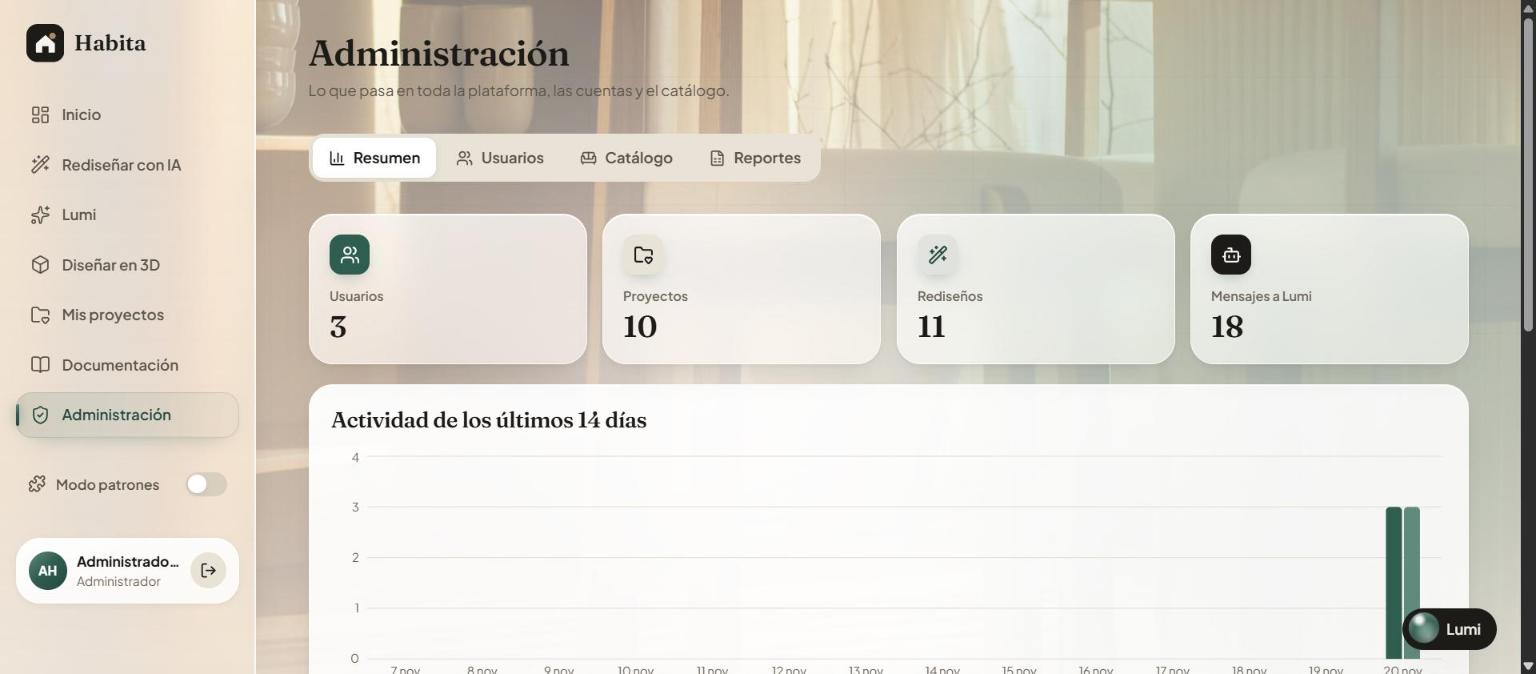 Habita
Inicio
Rediseñar con IA
Lumi
Diseñar en 3D
Mis proyectos
Documentación
Administración
Modo patrones
AH
Administrado...
Administrador
Administración
Lo que pasa en toda la plataforma, las cuentas y el catálogo.
Resumen Usuarios Catálogo Reportes
Usuarios
3
Proyectos
10
Rediseños
11
Mensajes a Lumi
18
Actividad de los últimos 14 días
4
3
2
1
0
7 nov 8 nov 9 nov 10 nov 11 nov 12 nov 13 nov 14 nov 15 nov 16 nov 17 nov 18 nov 19 nov 20 nov
Lumi